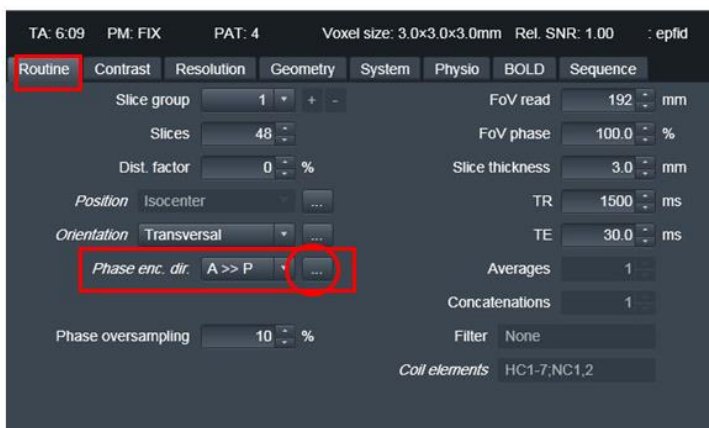 TA: 6:09 PM: FIX PAT: 4 Voxel size: 3.0×3.0×3.0mm Rel. SNR: 1.00 : epfid
Routine Contrast Resolution Geometry System Physio BOLD Sequence
Slice group 1 + - FoV read 192 mm
Slices 48 FoV phase 100.0 %
Dist. factor 0 % Slice thickness 3.0 mm
Position Isocenter ... TR 1500 ms
Orientation Transversal ... TE 30.0 ms
Phase enc. dir. A >> P ... Averages 1
Concatenations 1
Phase oversampling 10 % Filter None
Coil elements HC1-7;NC1,2